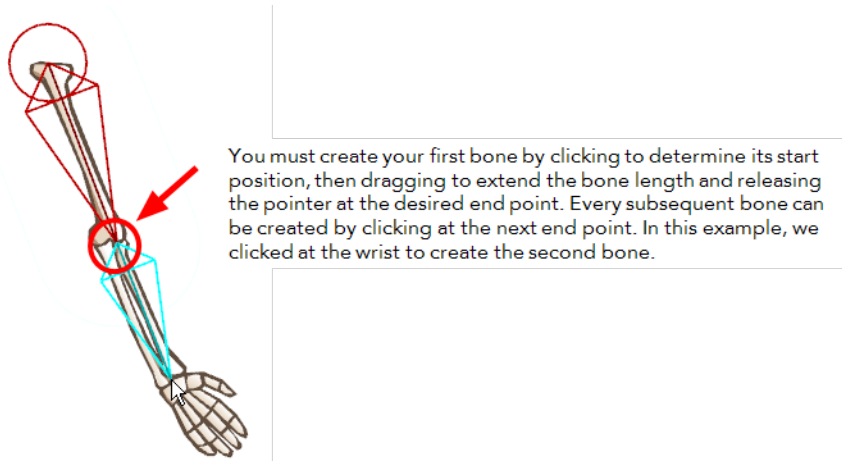 You must create your first bone by clicking to determine its start
position, then dragging to extend the bone length and releasing
the pointer at the desired end point. Every subsequent bone can
be created by clicking at the next end point. In this example, we
clicked at the wrist to create the second bone.